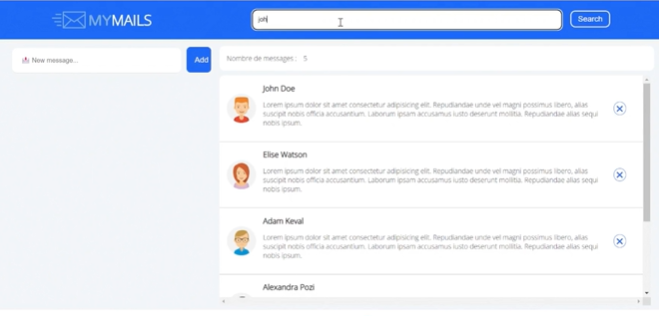 MYMAILS
joh
Search
New message...
Add
Nombre de messages : 5
John Doe
Lorem ipsum dolor sit amet consectetur adipisicing elit. Repudiandae unde vel magni possimus libero, alias
suscipit nobis officia accusantium. Laborum ipsam accusamus iusto deserunt mollitia. Repudiandae alias sequi
nobis ipsum.
Elise Watson
Lorem ipsum dolor sit amet consectetur adipisicing elit. Repudiandae unde vel magni possimus libero, alias
suscipit nobis officia accusantium. Laborum ipsam accusamus iusto deserunt mollitia. Repudiandae alias sequi
nobis ipsum.
Adam Keval
Lorem ipsum dolor sit amet consectetur adipisicing elit. Repudiandae unde vel magni possimus libero, alias
suscipit nobis officia accusantium. Laborum ipsam accusamus iusto deserunt mollitia. Repudiandae alias sequi
nobis ipsum.
Alexandra Pozi